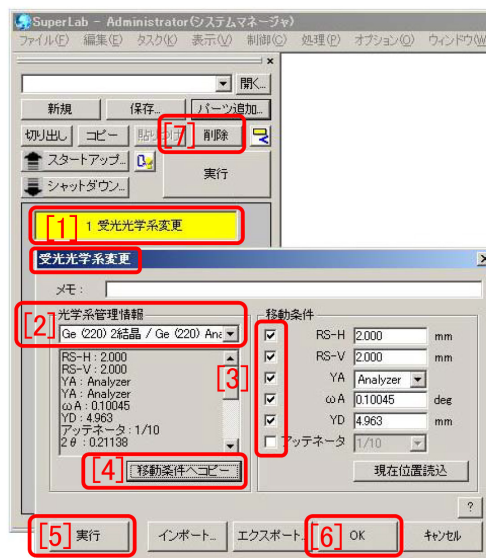 SuperLab - Administrator(システムマネージャ)
ファイル(F) 編集(E) タスク(K) 表示(V) 制御(C) 処理(P) オプション(O) ウィンドウ(W
開く...
新規 保存... パーツ追加...
[7]
切り出し コピー 削除
スタートアップ...
実行
シャットダウン...
[1] 1 受光光学系変更
受光光学系変更
メモ:
光学系管理情報 移動条件
[2] Ge (220) 2結晶 / Ge (220) Ana
RS-H 2.000 mm
RS-H : 2.000
RS-V : 2.000
YA : Analyzer
YA : Analyzer
ωA : 0.10045
YD : 4.963
アッテネータ : 1/10
2θ : 0.21138
[3]
RS-V 2.000 mm
YA Analyzer
ωA 0.10045 deg
YD 4.963 mm
アッテネータ 1/10
[4] 移動条件へコピー 現在位置読込
?
[5] 実行 インポート... エクスポート... [6] OK キャンセル